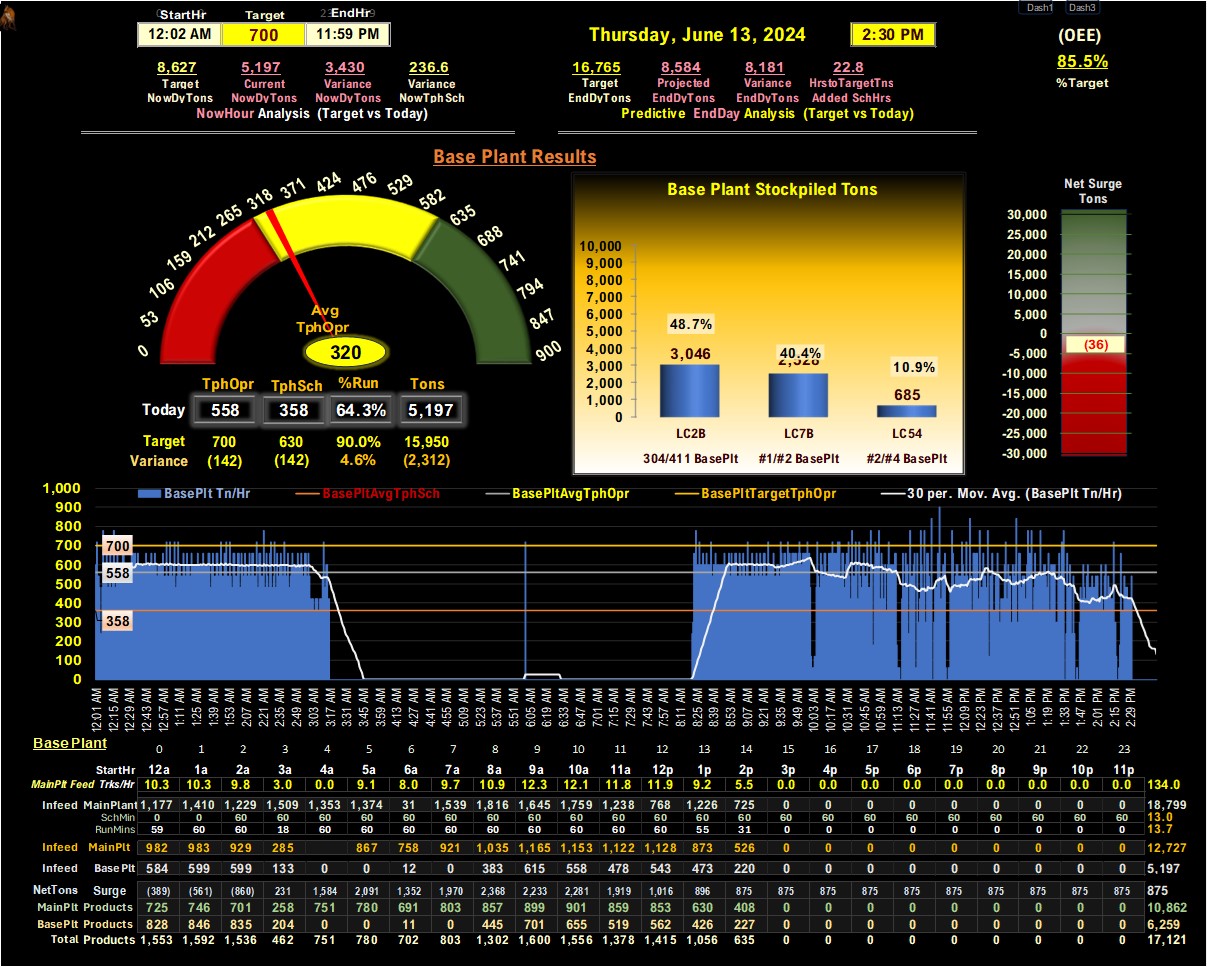 Dash1 Dash3
StartHr Target EndHr
12:02 AM 700 11:59 PM
Thursday, June 13, 2024 2:30 PM
(OEE)
85.5%
%Target
8,627 5,197 3,430 236.6
Target Current Variance Variance
NowDyTons NowDyTons NowDyTons NowTphSch
NowHour Analysis (Target vs Today)
16,765 8,584 8,181 22.8
Target Projected Variance HrstoTargetTns
EndDyTons EndDyTons EndDyTons Added SchHrs
Predictive EndDay Analysis (Target vs Today)
Base Plant Results
0 53 106 159 212 265 318 371 424 476 529 582 635 688 741 794 847 900
Avg
TphOpr
320
TphOpr TphSch %Run Tons
Today 558 358 64.3% 5,197
Target 700 630 90.0% 15,950
Variance (142) (142) 4.6% (2,312)
Base Plant Stockpiled Tons
10,000
9,000
8,000
7,000
6,000
5,000
4,000
3,000
2,000
1,000
0
48.7% 40.4% 10.9%
3,046 2,528 685
LC2B LC7B LC54
304/411 BasePlt #1/#2 BasePlt #2/#4 BasePlt
Net Surge
Tons
30,000
25,000
20,000
15,000
10,000
5,000
0
(36)
-5,000
-10,000
-15,000
-20,000
-25,000
-30,000
BasePlt Tn/Hr BasePltAvgTphSch BasePltAvgTphOpr BasePltTargetTphOpr 30 per. Mov. Avg. (BasePlt Tn/Hr)
1,000
900
800
700
600
500
400
300
200
100
0
700
558
358
12:01 AM 12:15 AM 12:29 AM 12:43 AM 12:57 AM 1:11 AM 1:25 AM 1:39 AM 1:53 AM 2:07 AM 2:21 AM 2:35 AM 2:49 AM 3:03 AM 3:17 AM 3:31 AM 3:45 AM 3:59 AM 4:13 AM 4:27 AM 4:41 AM 4:55 AM 5:09 AM 5:23 AM 5:37 AM 5:51 AM 6:05 AM 6:19 AM 6:33 AM 6:47 AM 7:01 AM 7:15 AM 7:29 AM 7:43 AM 7:57 AM 8:11 AM 8:25 AM 8:39 AM 8:53 AM 9:07 AM 9:21 AM 9:35 AM 9:49 AM 10:03 AM 10:17 AM 10:31 AM 10:45 AM 10:59 AM 11:13 AM 11:27 AM 11:41 AM 11:55 AM 12:09 PM 12:23 PM 12:37 PM 12:51 PM 1:05 PM 1:19 PM 1:33 PM 1:47 PM 2:01 PM 2:15 PM 2:29 PM
Base Plant 0 1 2 3 4 5 6 7 8 9 10 11 12 13 14 15 16 17 18 19 20 21 22 23
StartHr 12a 1a 2a 3a 4a 5a 6a 7a 8a 9a 10a 11a 12p 1p 2p 3p 4p 5p 6p 7p 8p 9p 10p 11p
MainPlt Feed Trks/Hr 10.3 10.3 9.8 3.0 0.0 9.1 8.0 9.7 10.9 12.3 12.1 11.8 11.9 9.2 5.5 0.0 0.0 0.0 0.0 0.0 0.0 0.0 0.0 0.0 134.0
Infeed MainPlant 1,177 1,410 1,229 1,509 1,353 1,374 31 1,539 1,816 1,645 1,759 1,238 768 1,226 725 0 0 0 0 0 0 0 0 0 18,799
SchMin 0 0 60 60 60 60 60 60 60 60 60 60 60 60 60 60 60 60 60 60 60 60 60 60 13.0
RunMins 59 60 60 18 0 0 0 0 60 60 60 60 60 55 31 0 0 0 0 0 0 0 0 0 13.7
Infeed MainPlt 982 983 929 285 867 758 921 1,035 1,165 1,153 1,122 1,128 873 526 0 0 0 0 0 0 0 0 0 12,727
Infeed BasePlt 584 599 599 133 0 0 12 0 383 615 558 478 543 473 220 0 0 0 0 0 0 0 0 0 5,197
NetTons Surge (389) (561) (860) 231 1,584 2,091 1,352 1,970 2,368 2,233 2,281 1,919 1,016 896 875 875 875 875 875 875 875 875 875 875 875
MainPlt Products 725 746 701 258 751 780 691 803 857 899 901 859 853 630 408 0 0 0 0 0 0 0 0 0 10,862
BasePlt Products 828 846 835 204 0 0 11 0 445 701 655 519 562 426 227 0 0 0 0 0 0 0 0 0 6,259
Total Products 1,553 1,592 1,536 462 751 780 702 803 1,302 1,600 1,556 1,378 1,415 1,056 635 0 0 0 0 0 0 0 0 0 17,121